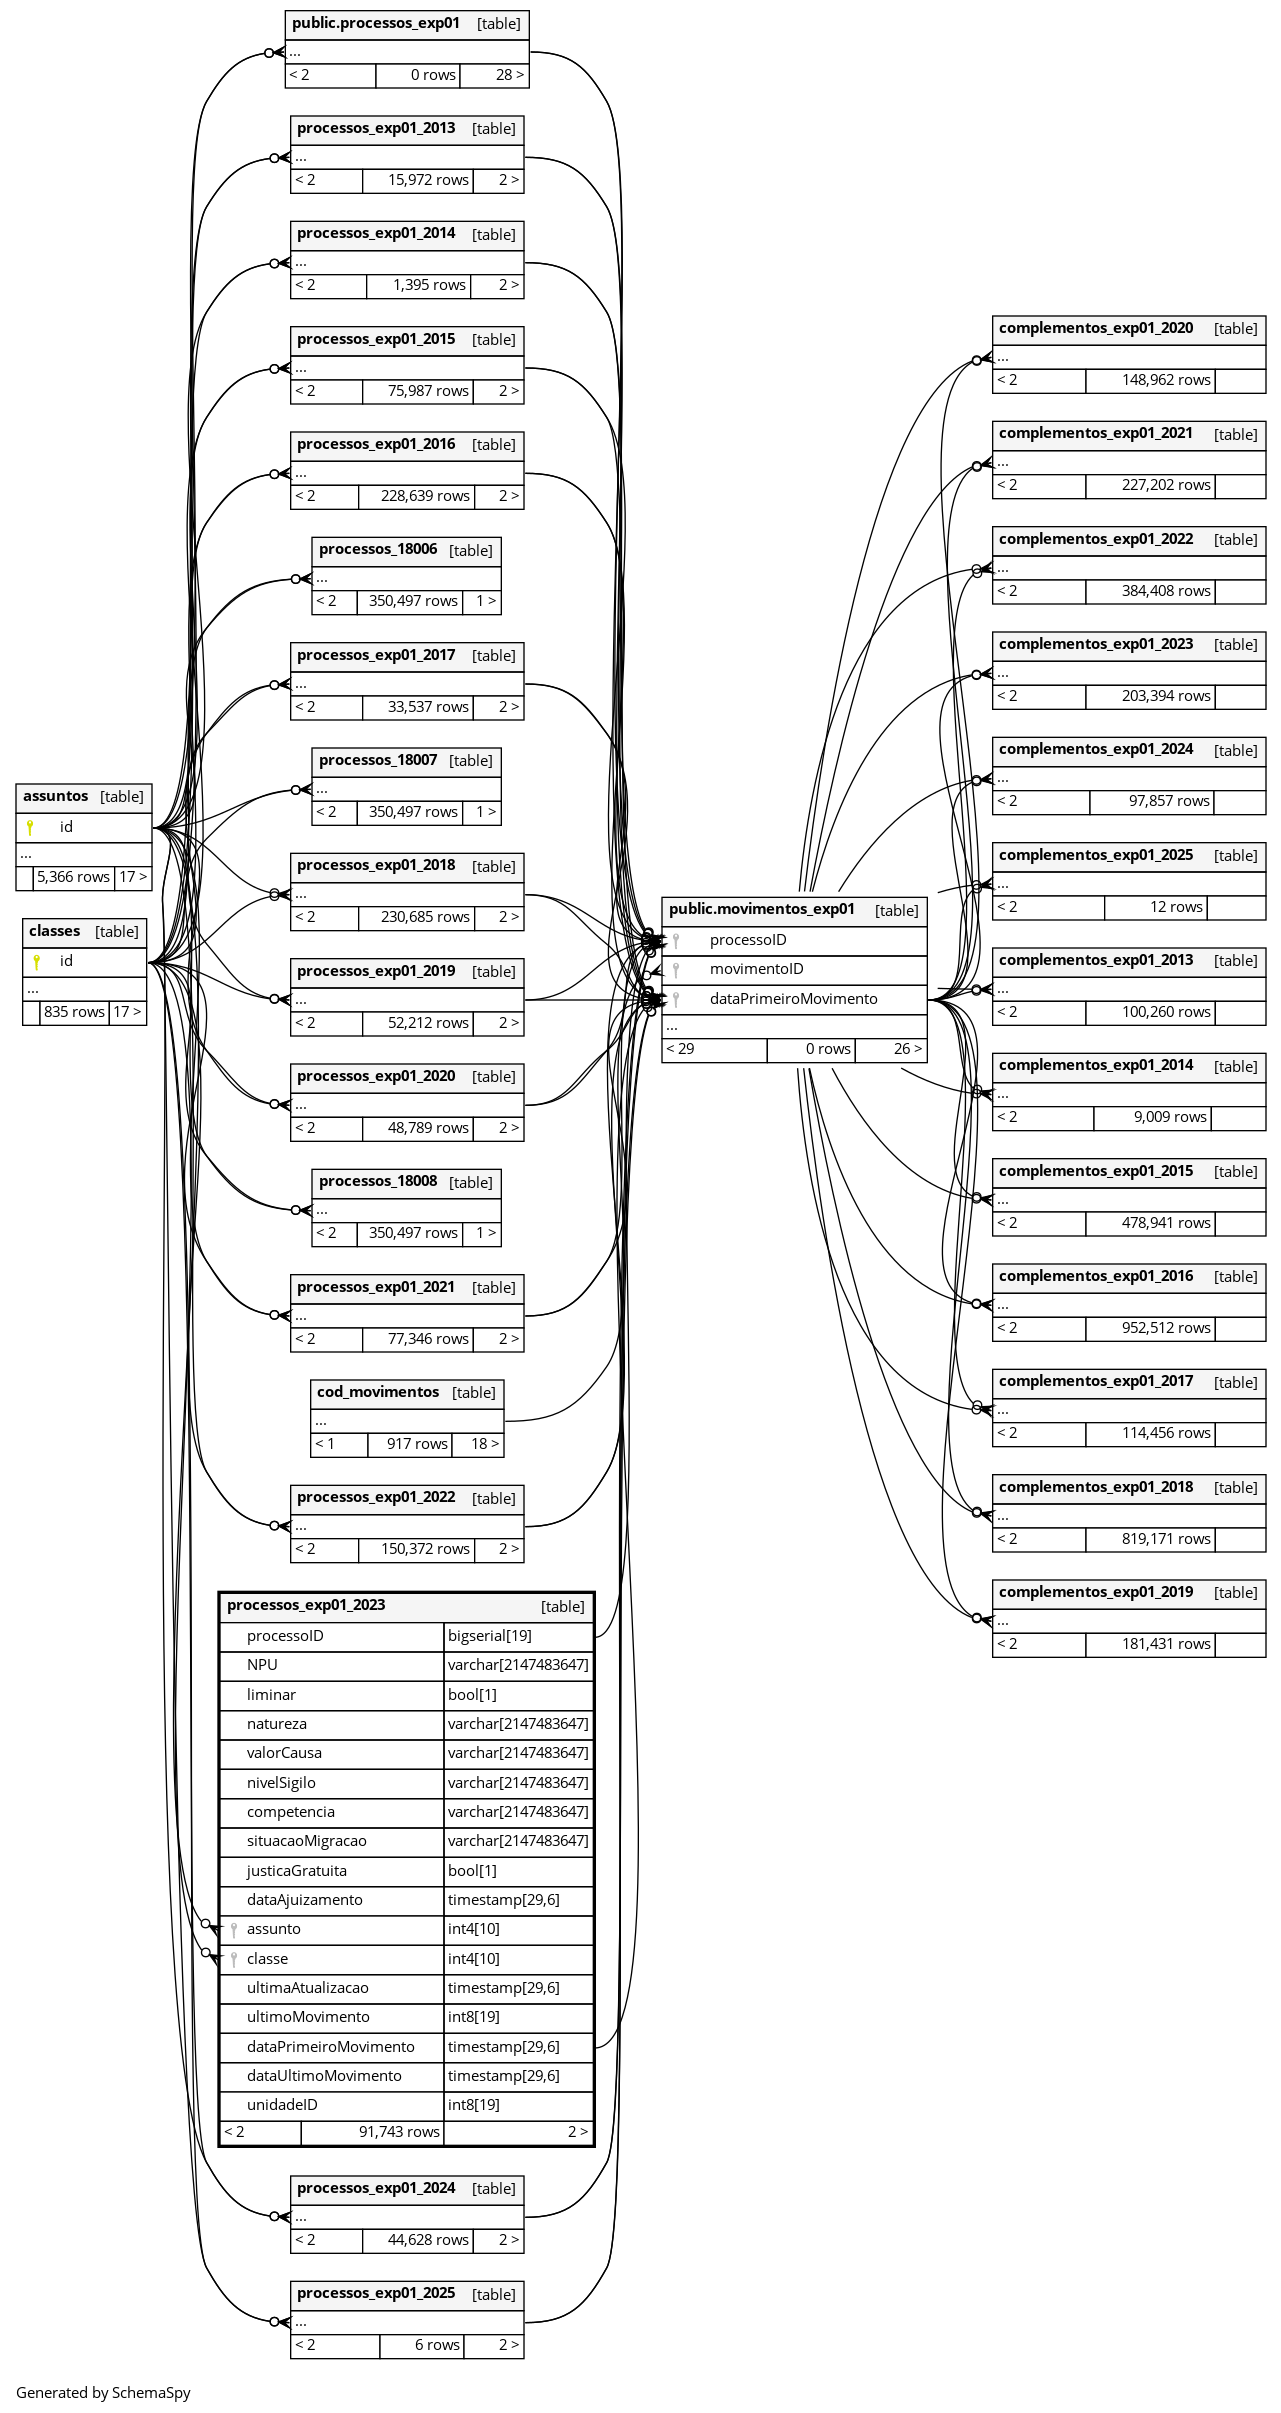 public.processos_exp01 [table]
...
< 2 0 rows 28 >
processos_exp01_2013 [table]
...
< 2 15,972 rows 2 >
processos_exp01_2014 [table]
...
< 2 1,395 rows 2 >
processos_exp01_2015 [table]
...
< 2 75,987 rows 2 >
processos_exp01_2016 [table]
...
< 2 228,639 rows 2 >
processos_18006 [table]
...
< 2 350,497 rows 1 >
processos_exp01_2017 [table]
...
< 2 33,537 rows 2 >
processos_18007 [table]
...
< 2 350,497 rows 1 >
assuntos [table]
id
...
5,366 rows 17 >
classes [table]
id
...
835 rows 17 >
processos_exp01_2018 [table]
...
< 2 230,685 rows 2 >
processos_exp01_2019 [table]
...
< 2 52,212 rows 2 >
processos_exp01_2020 [table]
...
< 2 48,789 rows 2 >
processos_18008 [table]
...
< 2 350,497 rows 1 >
processos_exp01_2021 [table]
...
< 2 77,346 rows 2 >
cod_movimentos [table]
...
< 1 917 rows 18 >
processos_exp01_2022 [table]
...
< 2 150,372 rows 2 >
processos_exp01_2023 [table]
processoID bigserial[19]
NPU varchar[2147483647]
liminar bool[1]
natureza varchar[2147483647]
valorCausa varchar[2147483647]
nivelSigilo varchar[2147483647]
competencia varchar[2147483647]
situacaoMigracao varchar[2147483647]
justicaGratuita bool[1]
dataAjuizamento timestamp[29,6]
assunto int4[10]
classe int4[10]
ultimaAtualizacao timestamp[29,6]
ultimoMovimento int8[19]
dataPrimeiroMovimento timestamp[29,6]
dataUltimoMovimento timestamp[29,6]
unidadeID int8[19]
< 2 91,743 rows 2 >
processos_exp01_2024 [table]
...
< 2 44,628 rows 2 >
processos_exp01_2025 [table]
...
< 2 6 rows 2 >
public.movimentos_exp01 [table]
processoID
movimentoID
dataPrimeiroMovimento
...
< 29 0 rows 26 >
complementos_exp01_2020 [table]
...
< 2 148,962 rows
complementos_exp01_2021 [table]
...
< 2 227,202 rows
complementos_exp01_2022 [table]
...
< 2 384,408 rows
complementos_exp01_2023 [table]
...
< 2 203,394 rows
complementos_exp01_2024 [table]
...
< 2 97,857 rows
complementos_exp01_2025 [table]
...
< 2 12 rows
complementos_exp01_2013 [table]
...
< 2 100,260 rows
complementos_exp01_2014 [table]
...
< 2 9,009 rows
complementos_exp01_2015 [table]
...
< 2 478,941 rows
complementos_exp01_2016 [table]
...
< 2 952,512 rows
complementos_exp01_2017 [table]
...
< 2 114,456 rows
complementos_exp01_2018 [table]
...
< 2 819,171 rows
complementos_exp01_2019 [table]
...
< 2 181,431 rows
Generated by SchemaSpy